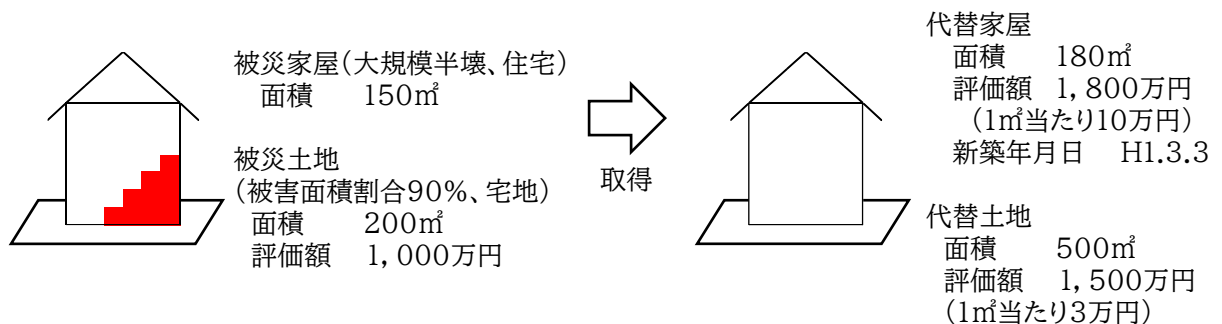 被災家屋(大規模半壊、住宅)
面積　150㎡
被災土地
(被害面積割合90%、宅地)
面積　200㎡
評価額　1,000万円
取得
代替家屋
面積　180㎡
評価額　1,800万円
(1㎡当たり10万円)
新築年月日　H1.3.3
代替土地
面積　500㎡
評価額　1,500万円
(1㎡当たり3万円)